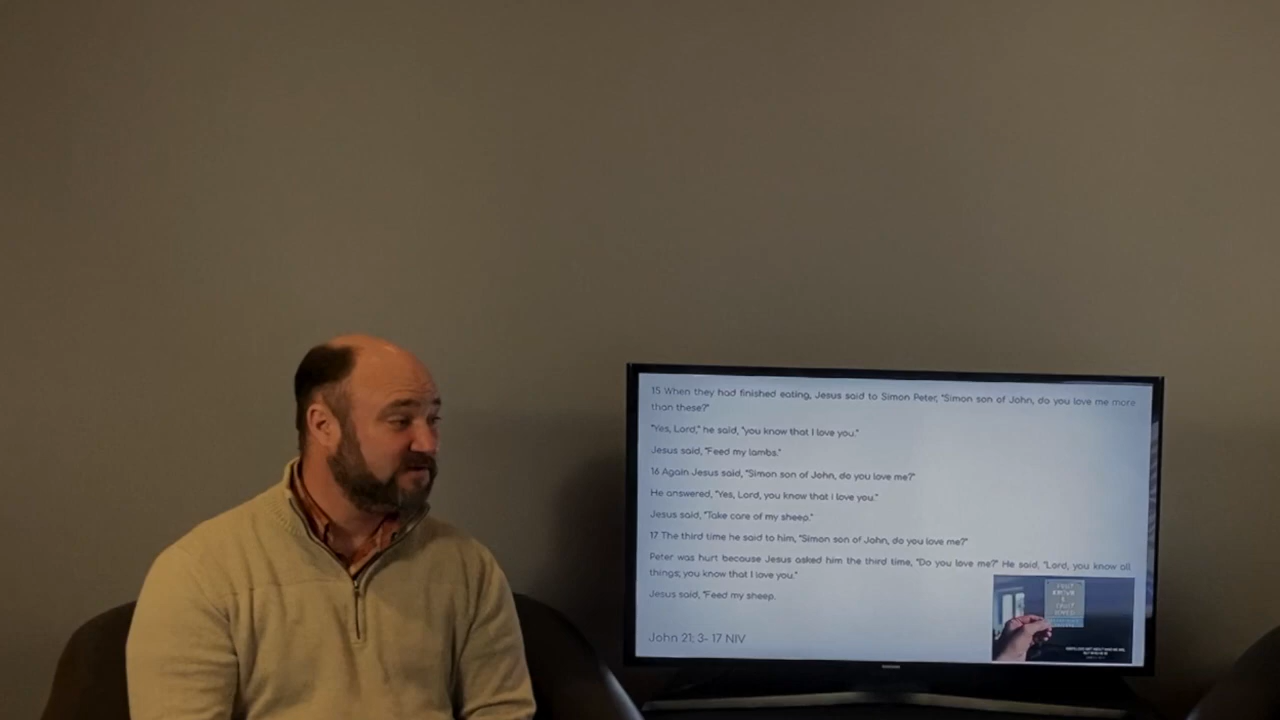 15 When they had finished eating, Jesus said to Simon Peter, "Simon son of John, do you love me more
than these?"
"Yes, Lord," he said, "you know that I love you."
Jesus said, "Feed my lambs."
16 Again Jesus said, "Simon son of John, do you love me?"
He answered, "Yes, Lord, you know that i love you."
Jesus said, "Take care of my sheep."
17 The third time he said to him, "Simon son of John, do you love me?"
Peter was hurt because Jesus asked him the third time, "Do you love me?" He said, "Lord, you know all
things; you know that I love you."
Jesus said, "Feed my sheep.
John 21; 3- 17 NIV
FULLY
KNOWN
&
FULLY
LOVED